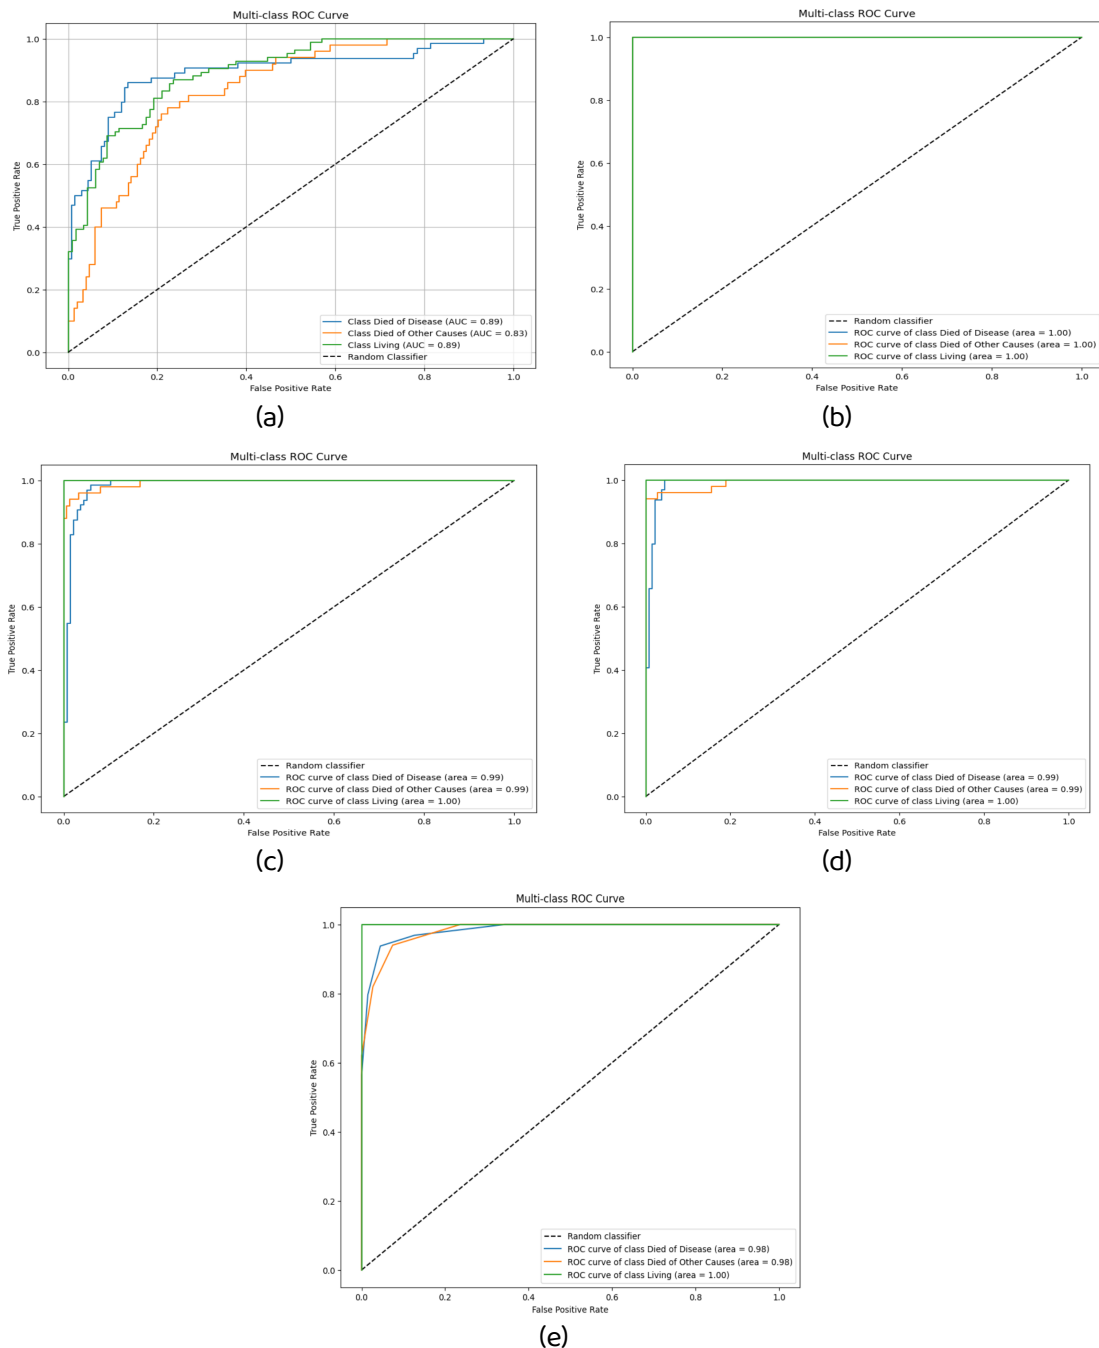 Multi-class ROC Curve
True Positive Rate
1.0
0.8
0.6
0.4
0.2
0.0
Class Died of Disease (AUC = 0.89)
Class Died of Other Causes (AUC = 0.83)
Class Living (AUC = 0.89)
Random Classifier
0.0 0.2 0.4 0.6 0.8 1.0
False Positive Rate
(a)
Multi-class ROC Curve
True Positive Rate
1.0
0.8
0.6
0.4
0.2
0.0
Random classifier
ROC curve of class Died of Disease (area = 1.00)
ROC curve of class Died of Other Causes (area = 1.00)
ROC curve of class Living (area = 1.00)
0.0 0.2 0.4 0.6 0.8 1.0
False Positive Rate
(b)
Multi-class ROC Curve
True Positive Rate
1.0
0.8
0.6
0.4
0.2
0.0
Random classifier
ROC curve of class Died of Disease (area = 0.99)
ROC curve of class Died of Other Causes (area = 0.99)
ROC curve of class Living (area = 1.00)
0.0 0.2 0.4 0.6 0.8 1.0
False Positive Rate
(c)
Multi-class ROC Curve
True Positive Rate
1.0
0.8
0.6
0.4
0.2
0.0
Random classifier
ROC curve of class Died of Disease (area = 0.99)
ROC curve of class Died of Other Causes (area = 0.99)
ROC curve of class Living (area = 1.00)
0.0 0.2 0.4 0.6 0.8 1.0
False Positive Rate
(d)
Multi-class ROC Curve
True Positive Rate
1.0
0.8
0.6
0.4
0.2
0.0
Random classifier
ROC curve of class Died of Disease (area = 0.98)
ROC curve of class Died of Other Causes (area = 0.98)
ROC curve of class Living (area = 1.00)
0.0 0.2 0.4 0.6 0.8 1.0
False Positive Rate
(e)